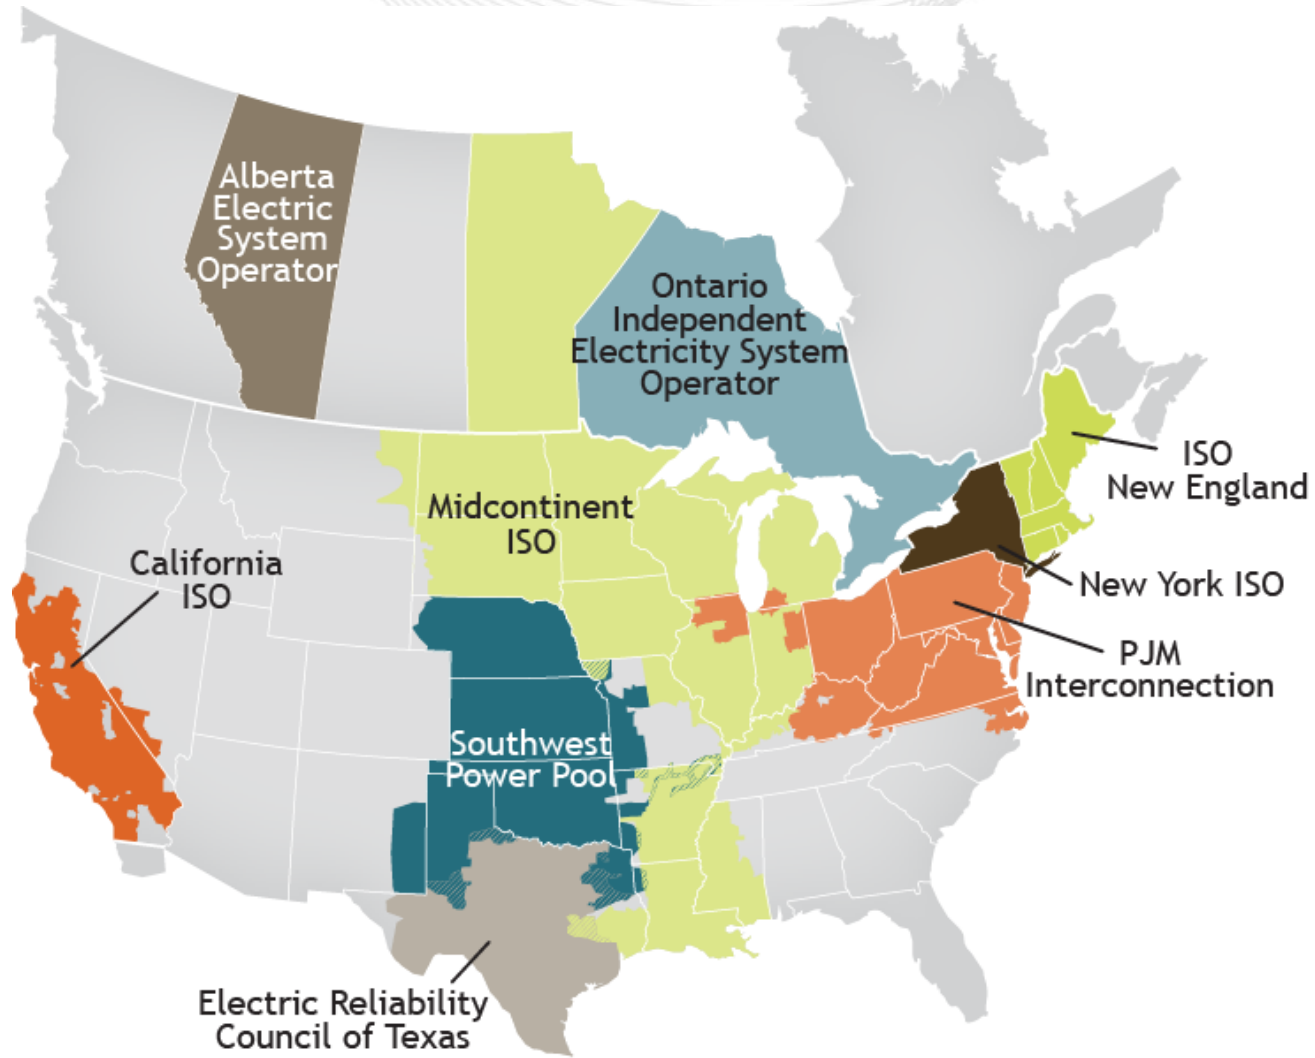 Alberta
Electric
System
Operator
Ontario
Independent
Electricity System
Operator
ISO
New England
Midcontinent
ISO
California
ISO
New York ISO
PJM
Interconnection
Southwest
Power Pool
Electric Reliability
Council of Texas